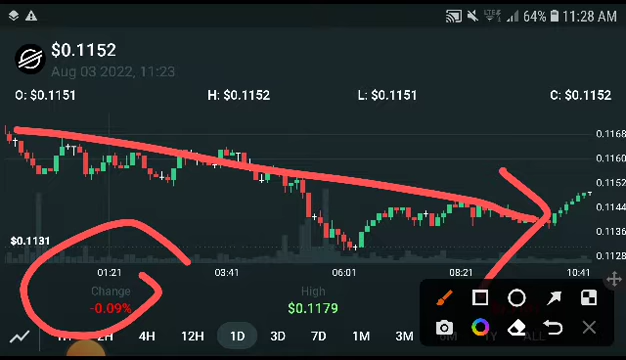 64% 11:28 AM
$0.1152
Aug 03 2022, 11:23
O: $0.1151 H: $0.1152 L: $0.1151 C: $0.1152
0.1168
0.1160
0.1152
0.1144
0.1136
$0.1131
0.1128
01:21 03:41 06:01 08:21 10:41
Change High
-0.09% $0.1179
4H 12H 1D 3D 7D 1M 3M